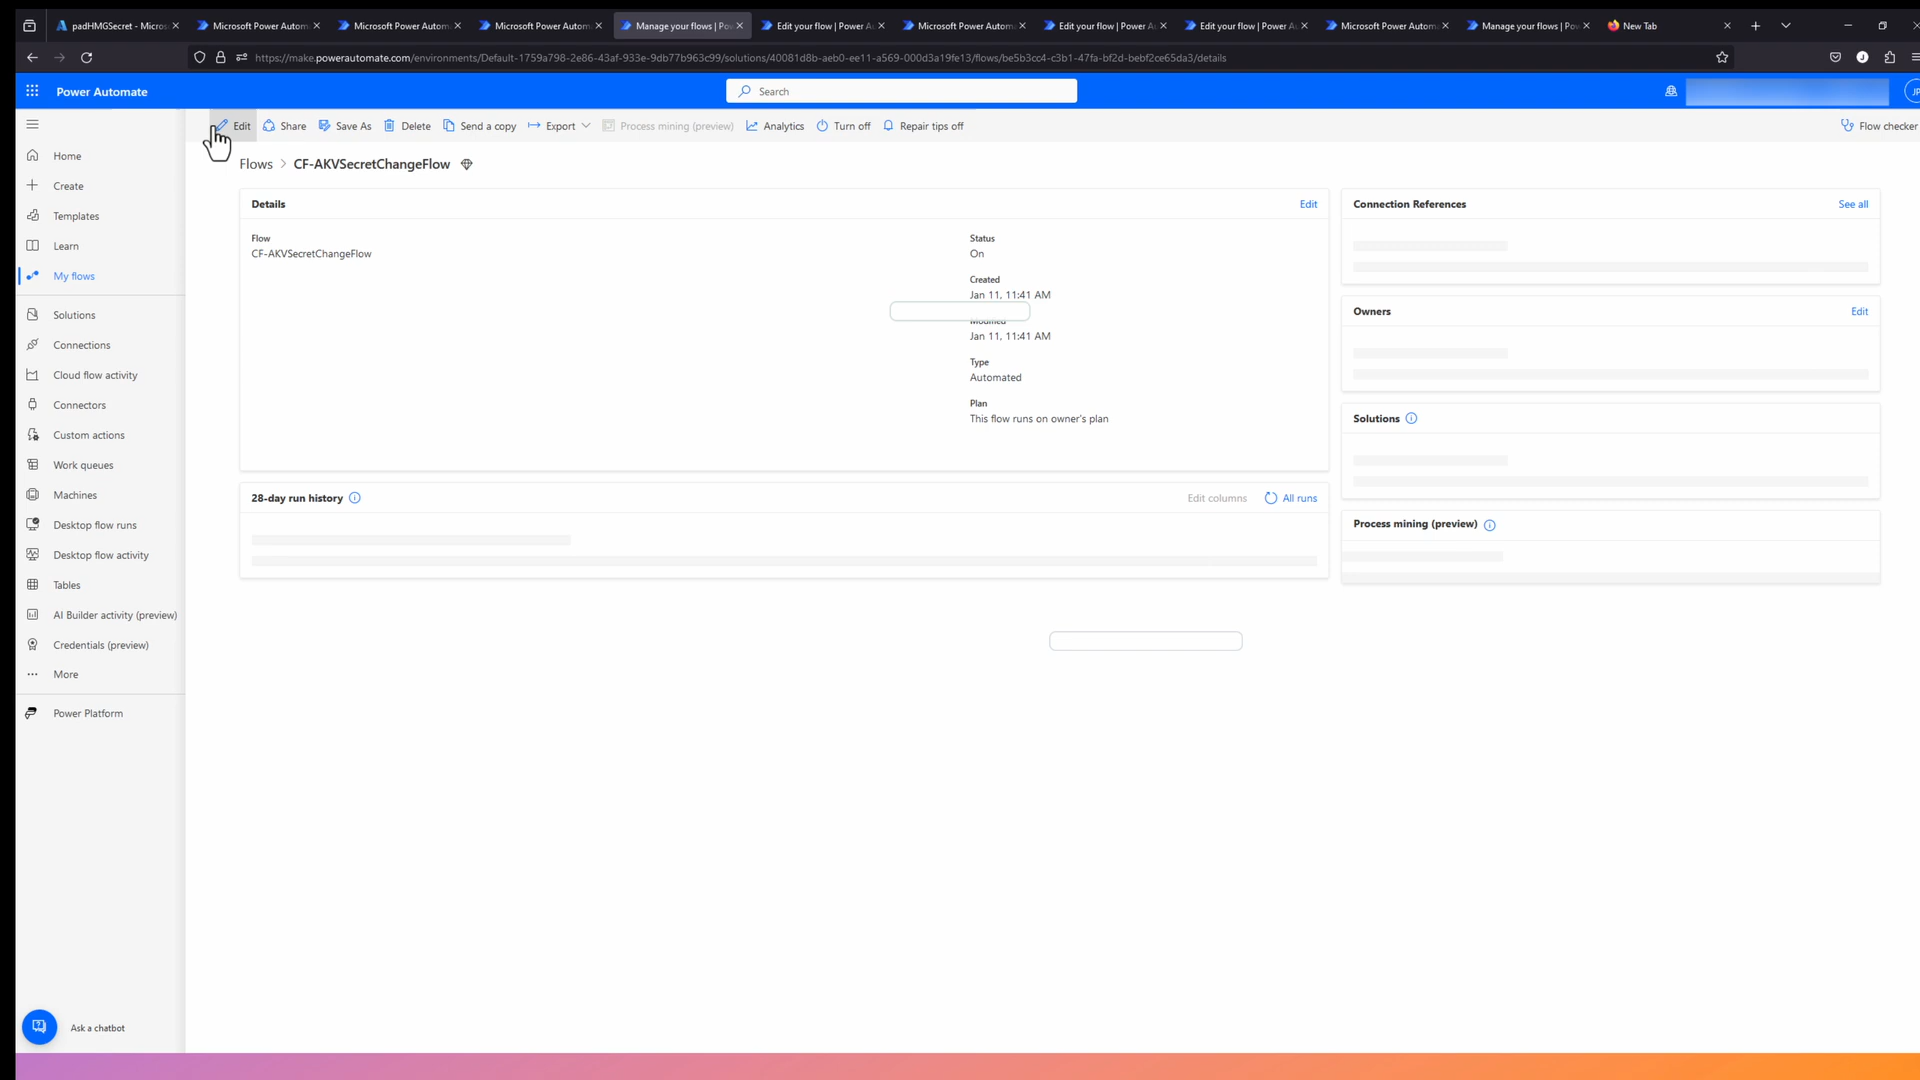 padHMGSecret - Micros
Microsoft Power Autom
Microsoft Power Autom
Microsoft Power Autom
Manage your flows | Po
Edit your flow | Power A
Microsoft Power Autom
Edit your flow | Power A
Edit your flow | Power A
Microsoft Power Autom
Manage your flows | Po
New Tab
https://make.powerautomate.com/environments/Default-1759a798-2e86-43af-933e-9db77b963c99/solutions/40081d8b-aeb0-ee11-a569-000d3a19fe13/flows/be5b3cc4-c3b1-47fa-bf2d-bebf2ce65da3/details
Power Automate
Search
JP
Edit
Share
Save As
Delete
Send a copy
Export
Process mining (preview)
Analytics
Turn off
Repair tips off
Flow checker
Home
Create
Templates
Learn
My flows
Solutions
Connections
Cloud flow activity
Connectors
Custom actions
Work queues
Machines
Desktop flow runs
Desktop flow activity
Tables
AI Builder activity (preview)
Credentials (preview)
More
Power Platform
Ask a chatbot
Flows > CF-AKVSecretChangeFlow
Details
Edit
Flow
CF-AKVSecretChangeFlow
Status
On
Created
Jan 11, 11:41 AM
Modified
Jan 11, 11:41 AM
Type
Automated
Plan
This flow runs on owner's plan
28-day run history
Edit columns
All runs
Connection References
See all
Owners
Edit
Solutions
Process mining (preview)